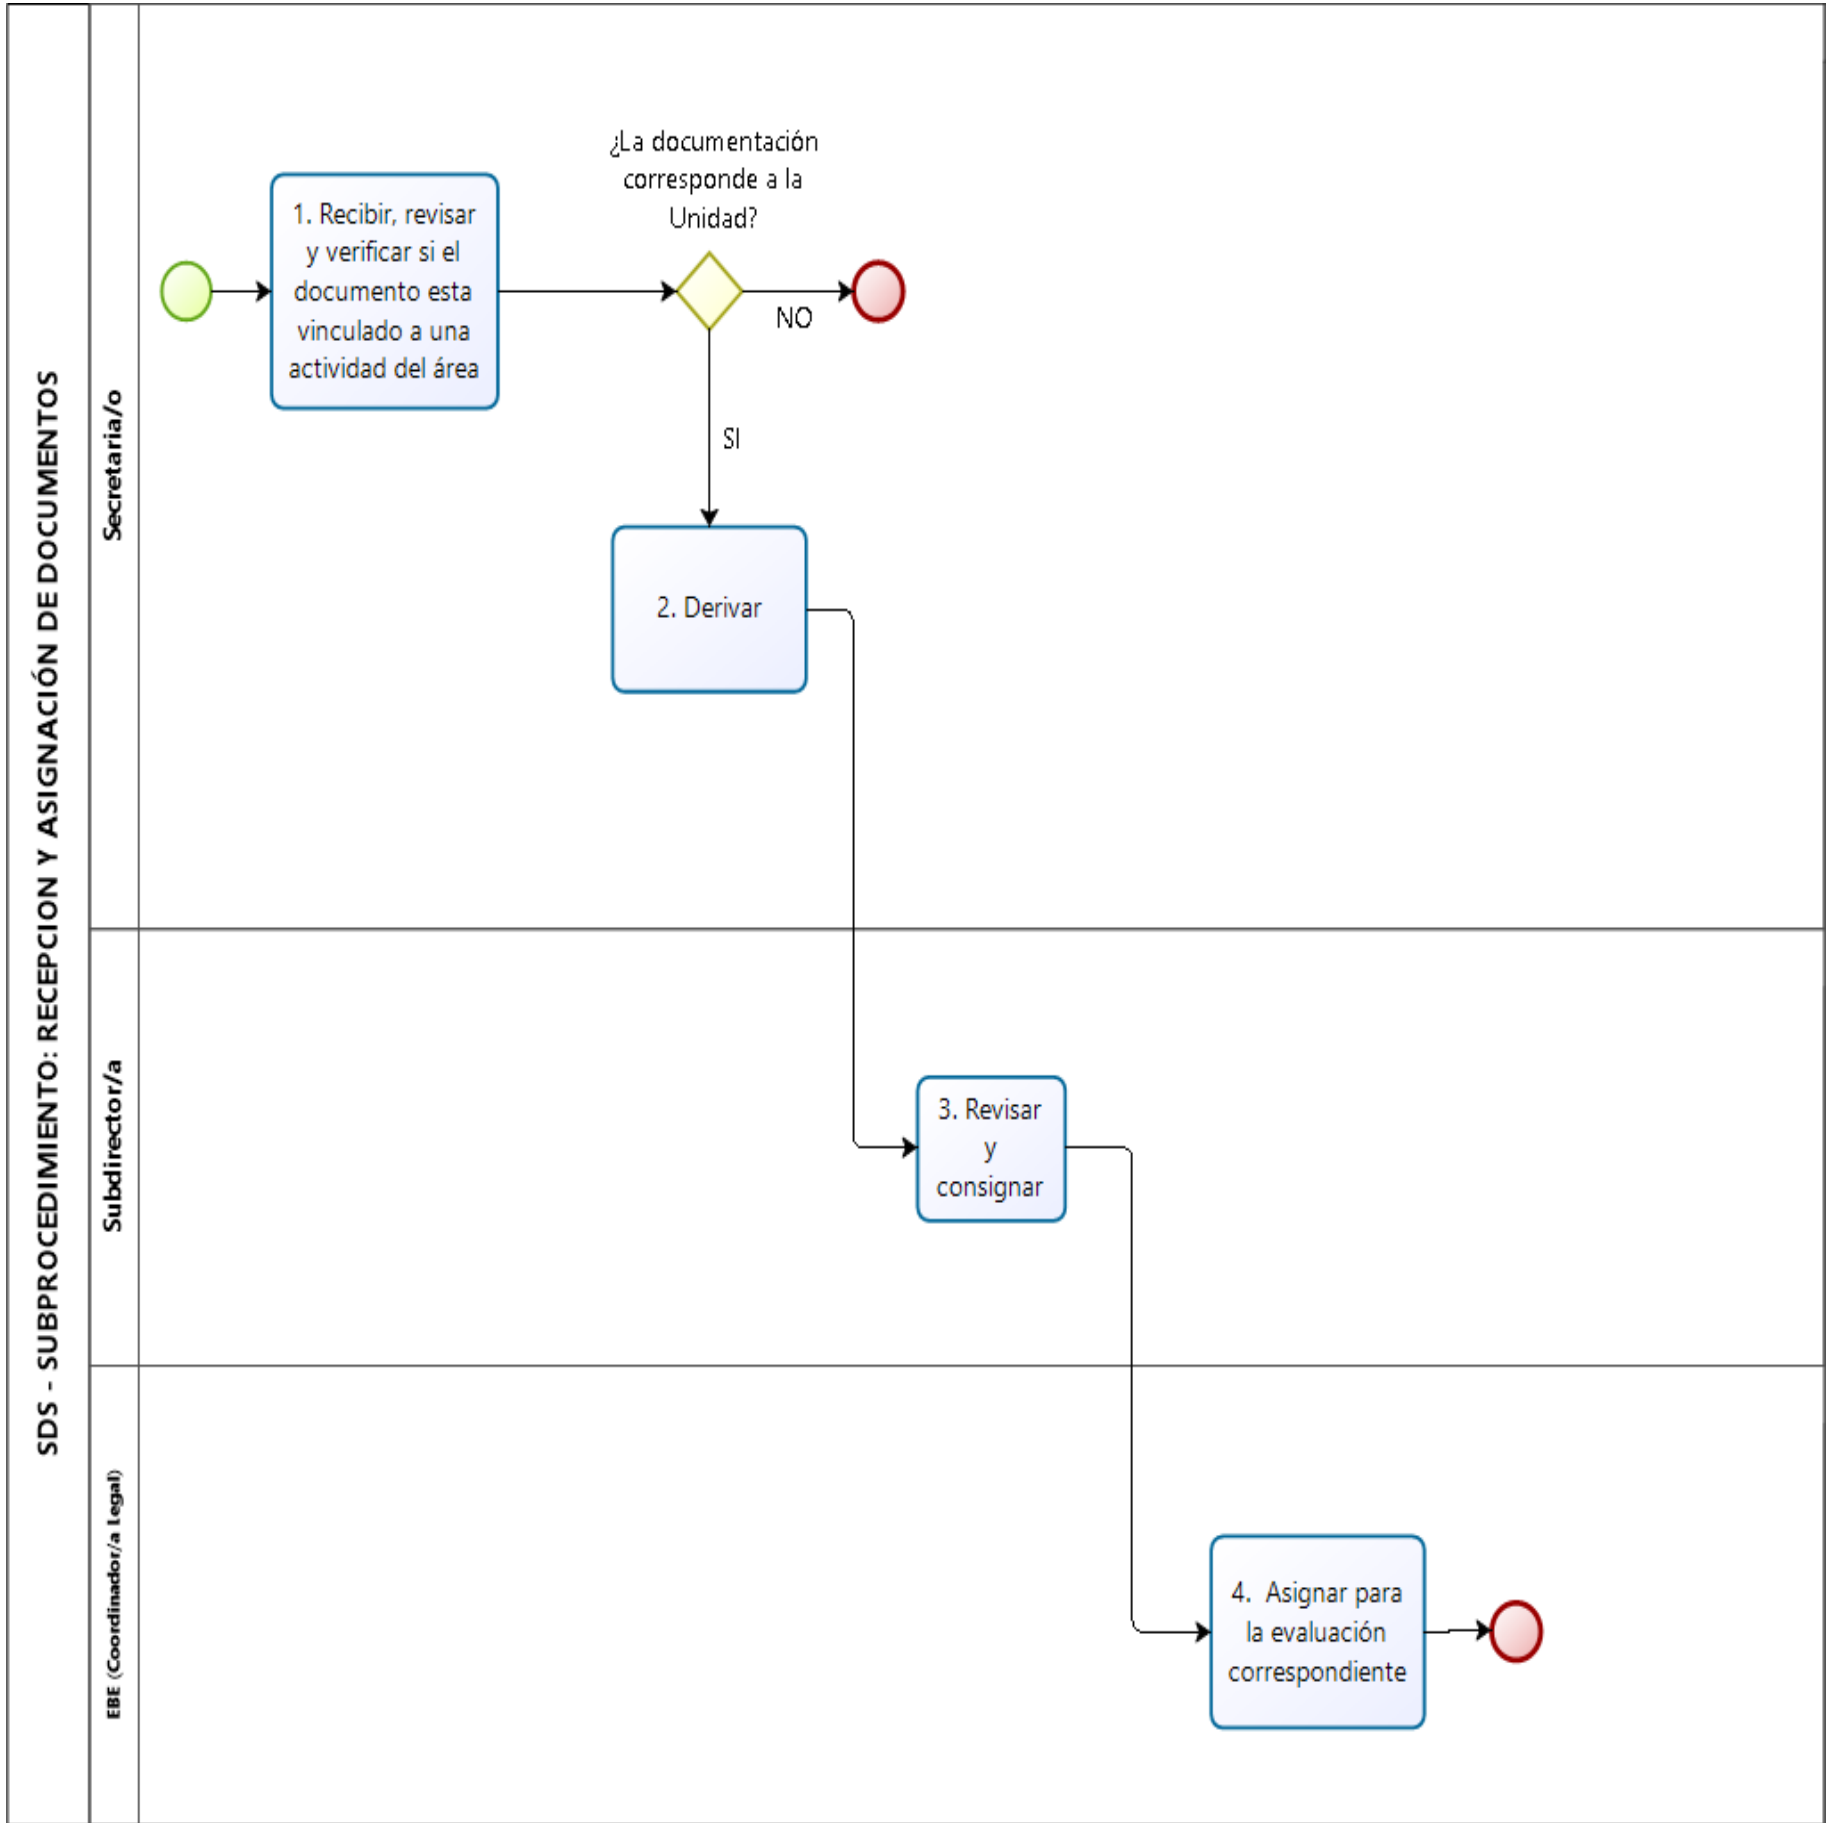 SDS - SUBPROCEDIMIENTO: RECEPCION Y ASIGNACIÓN DE DOCUMENTOS
Secretaria/o
¿La documentación
corresponde a la
Unidad?
1. Recibir, revisar
y verificar si el
documento esta
vinculado a una
actividad del área
NO
SI
2. Derivar
Subdirector/a
3. Revisar
y
consignar
EBE (Coordinador/a Legal)
4.  Asignar para
la evaluación
correspondiente